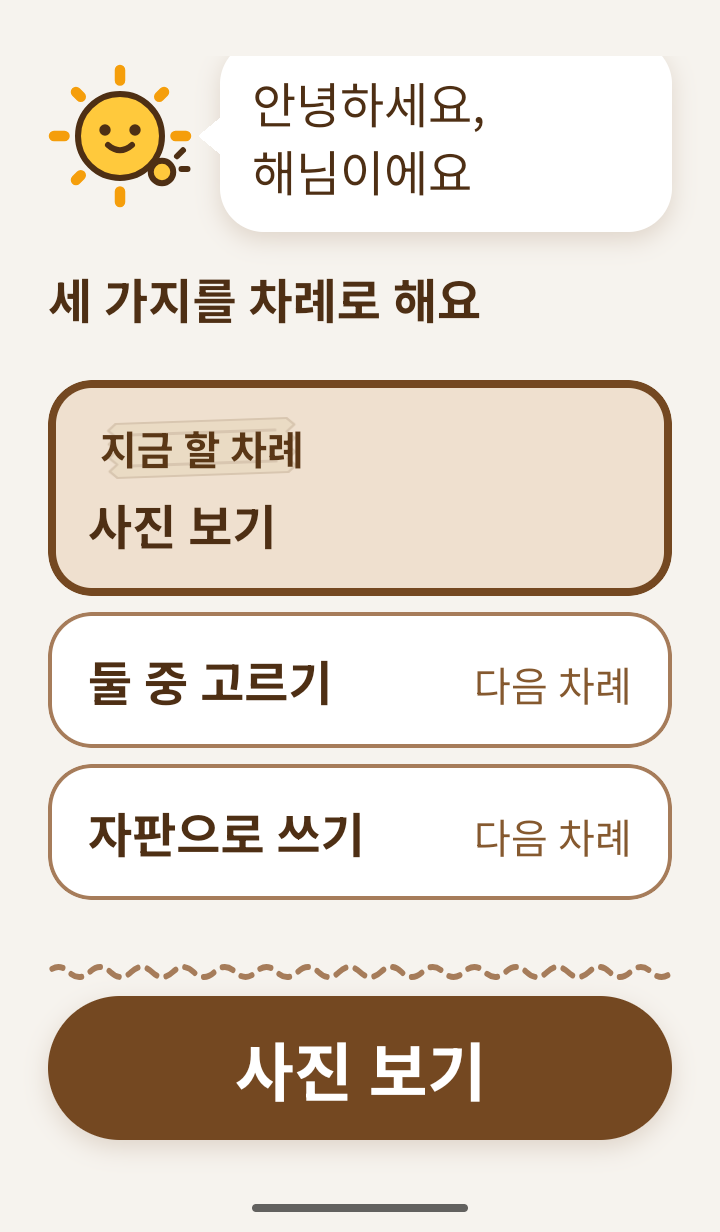 안녕하세요,
해님이에요
세 가지를 차례로 해요
지금 할 차례
사진 보기
둘 중 고르기 다음 차례
자판으로 쓰기 다음 차례
사진 보기